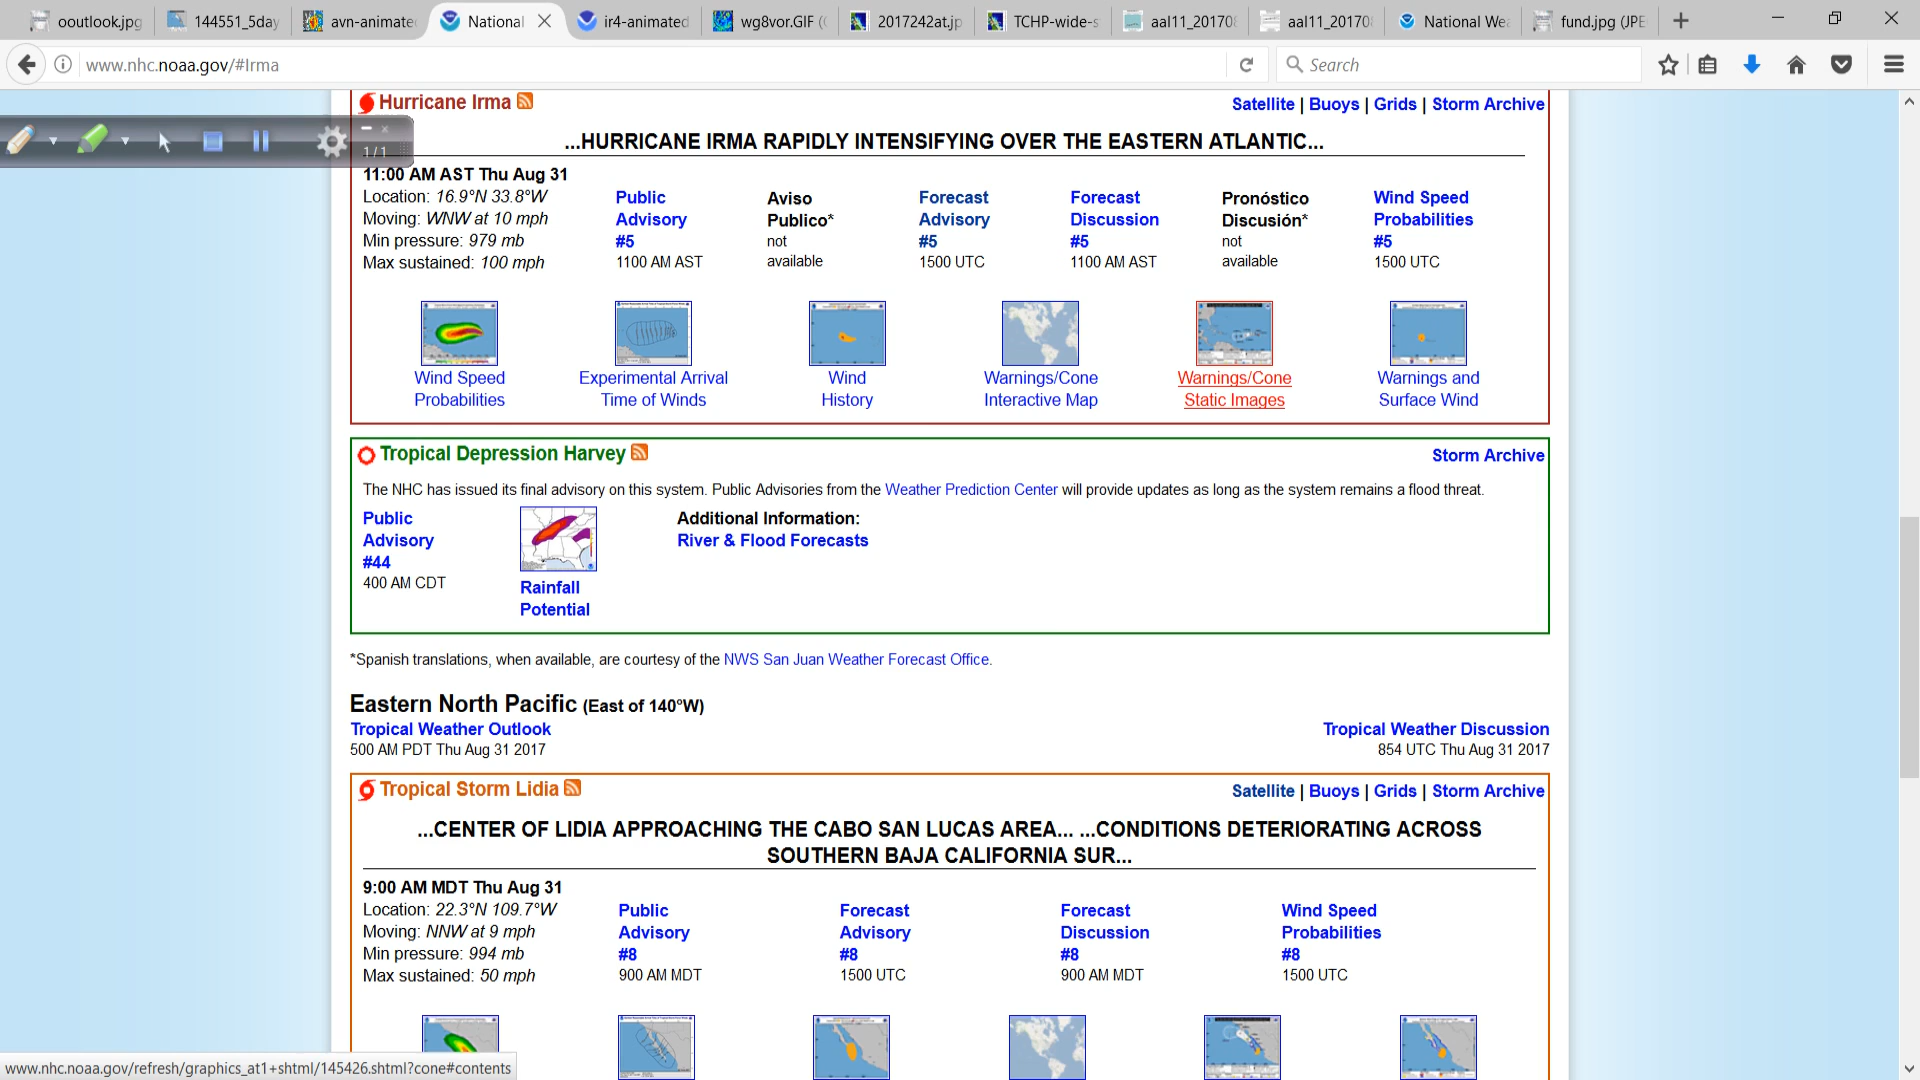 ooutlook.jpg
144551_5day
avn-animate
National
ir4-animated
wg8vor.GIF (
2017242at.jp
TCHP-wide-s
aal11_20170
aal11_20170
National We
fund.jpg (JPE
www.nhc.noaa.gov/#Irma
Search
Hurricane Irma
Satellite | Buoys | Grids | Storm Archive
1/1
...HURRICANE IRMA RAPIDLY INTENSIFYING OVER THE EASTERN ATLANTIC...
11:00 AM AST Thu Aug 31
Location: 16.9°N 33.8°W
Moving: WNW at 10 mph
Min pressure: 979 mb
Max sustained: 100 mph
Public
Advisory
#5
1100 AM AST
Aviso
Publico*
not
available
Forecast
Advisory
#5
1500 UTC
Forecast
Discussion
#5
1100 AM AST
Pronóstico
Discusión*
not
available
Wind Speed
Probabilities
#5
1500 UTC
Wind Speed
Probabilities
Experimental Arrival
Time of Winds
Wind
History
Warnings/Cone
Interactive Map
Warnings/Cone
Static Images
Warnings and
Surface Wind
Tropical Depression Harvey
Storm Archive
The NHC has issued its final advisory on this system. Public Advisories from the Weather Prediction Center will provide updates as long as the system remains a flood threat.
Public
Advisory
#44
400 AM CDT
Rainfall
Potential
Additional Information:
River & Flood Forecasts
*Spanish translations, when available, are courtesy of the NWS San Juan Weather Forecast Office.
Eastern North Pacific (East of 140°W)
Tropical Weather Outlook
500 AM PDT Thu Aug 31 2017
Tropical Weather Discussion
854 UTC Thu Aug 31 2017
Tropical Storm Lidia
Satellite | Buoys | Grids | Storm Archive
...CENTER OF LIDIA APPROACHING THE CABO SAN LUCAS AREA... ...CONDITIONS DETERIORATING ACROSS
SOUTHERN BAJA CALIFORNIA SUR...
9:00 AM MDT Thu Aug 31
Location: 22.3°N 109.7°W
Moving: NNW at 9 mph
Min pressure: 994 mb
Max sustained: 50 mph
Public
Advisory
#8
900 AM MDT
Forecast
Advisory
#8
1500 UTC
Forecast
Discussion
#8
900 AM MDT
Wind Speed
Probabilities
#8
1500 UTC
www.nhc.noaa.gov/refresh/graphics_at1+shtml/145426.shtml?cone#contents